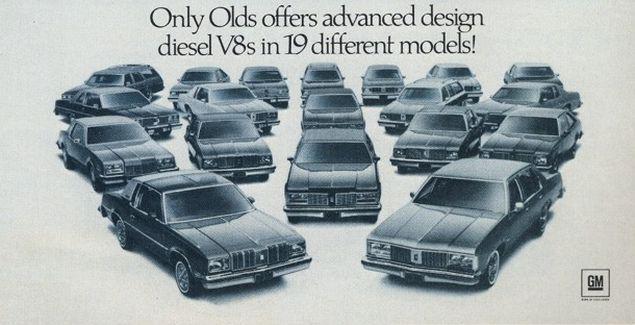 Only Olds offers advanced design
diesel V8s in 19 different models!
GM